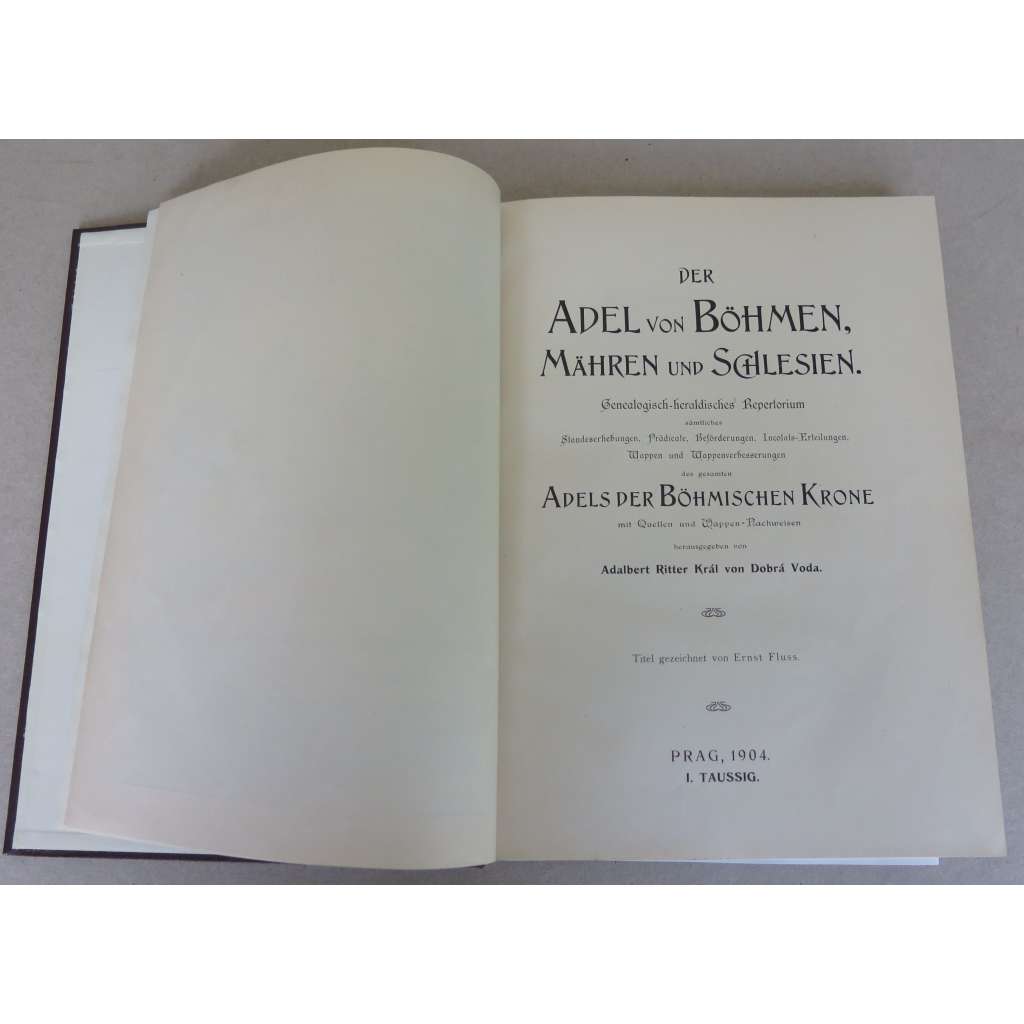 DER
ADEL VON BÖHMEN,
MÄHREN UND SCHLESIEN.
Genealogisch-heraldisches Repertorium
sämtlicher
Standeserhebungen, Prädicate, Beförderungen, Incolats-Erteilungen,
Wappen und Wappenverbesserungen
des gesamten
ADELS DER BÖHMISCHEN KRONE
mit Quellen und Wappen-Nachweisen
herausgegeben von
Adalbert Ritter Král von Dobrá Voda.
Titel gezeichnet von Ernst Fluss.
PRAG, 1904.
I. TAUSSIG.